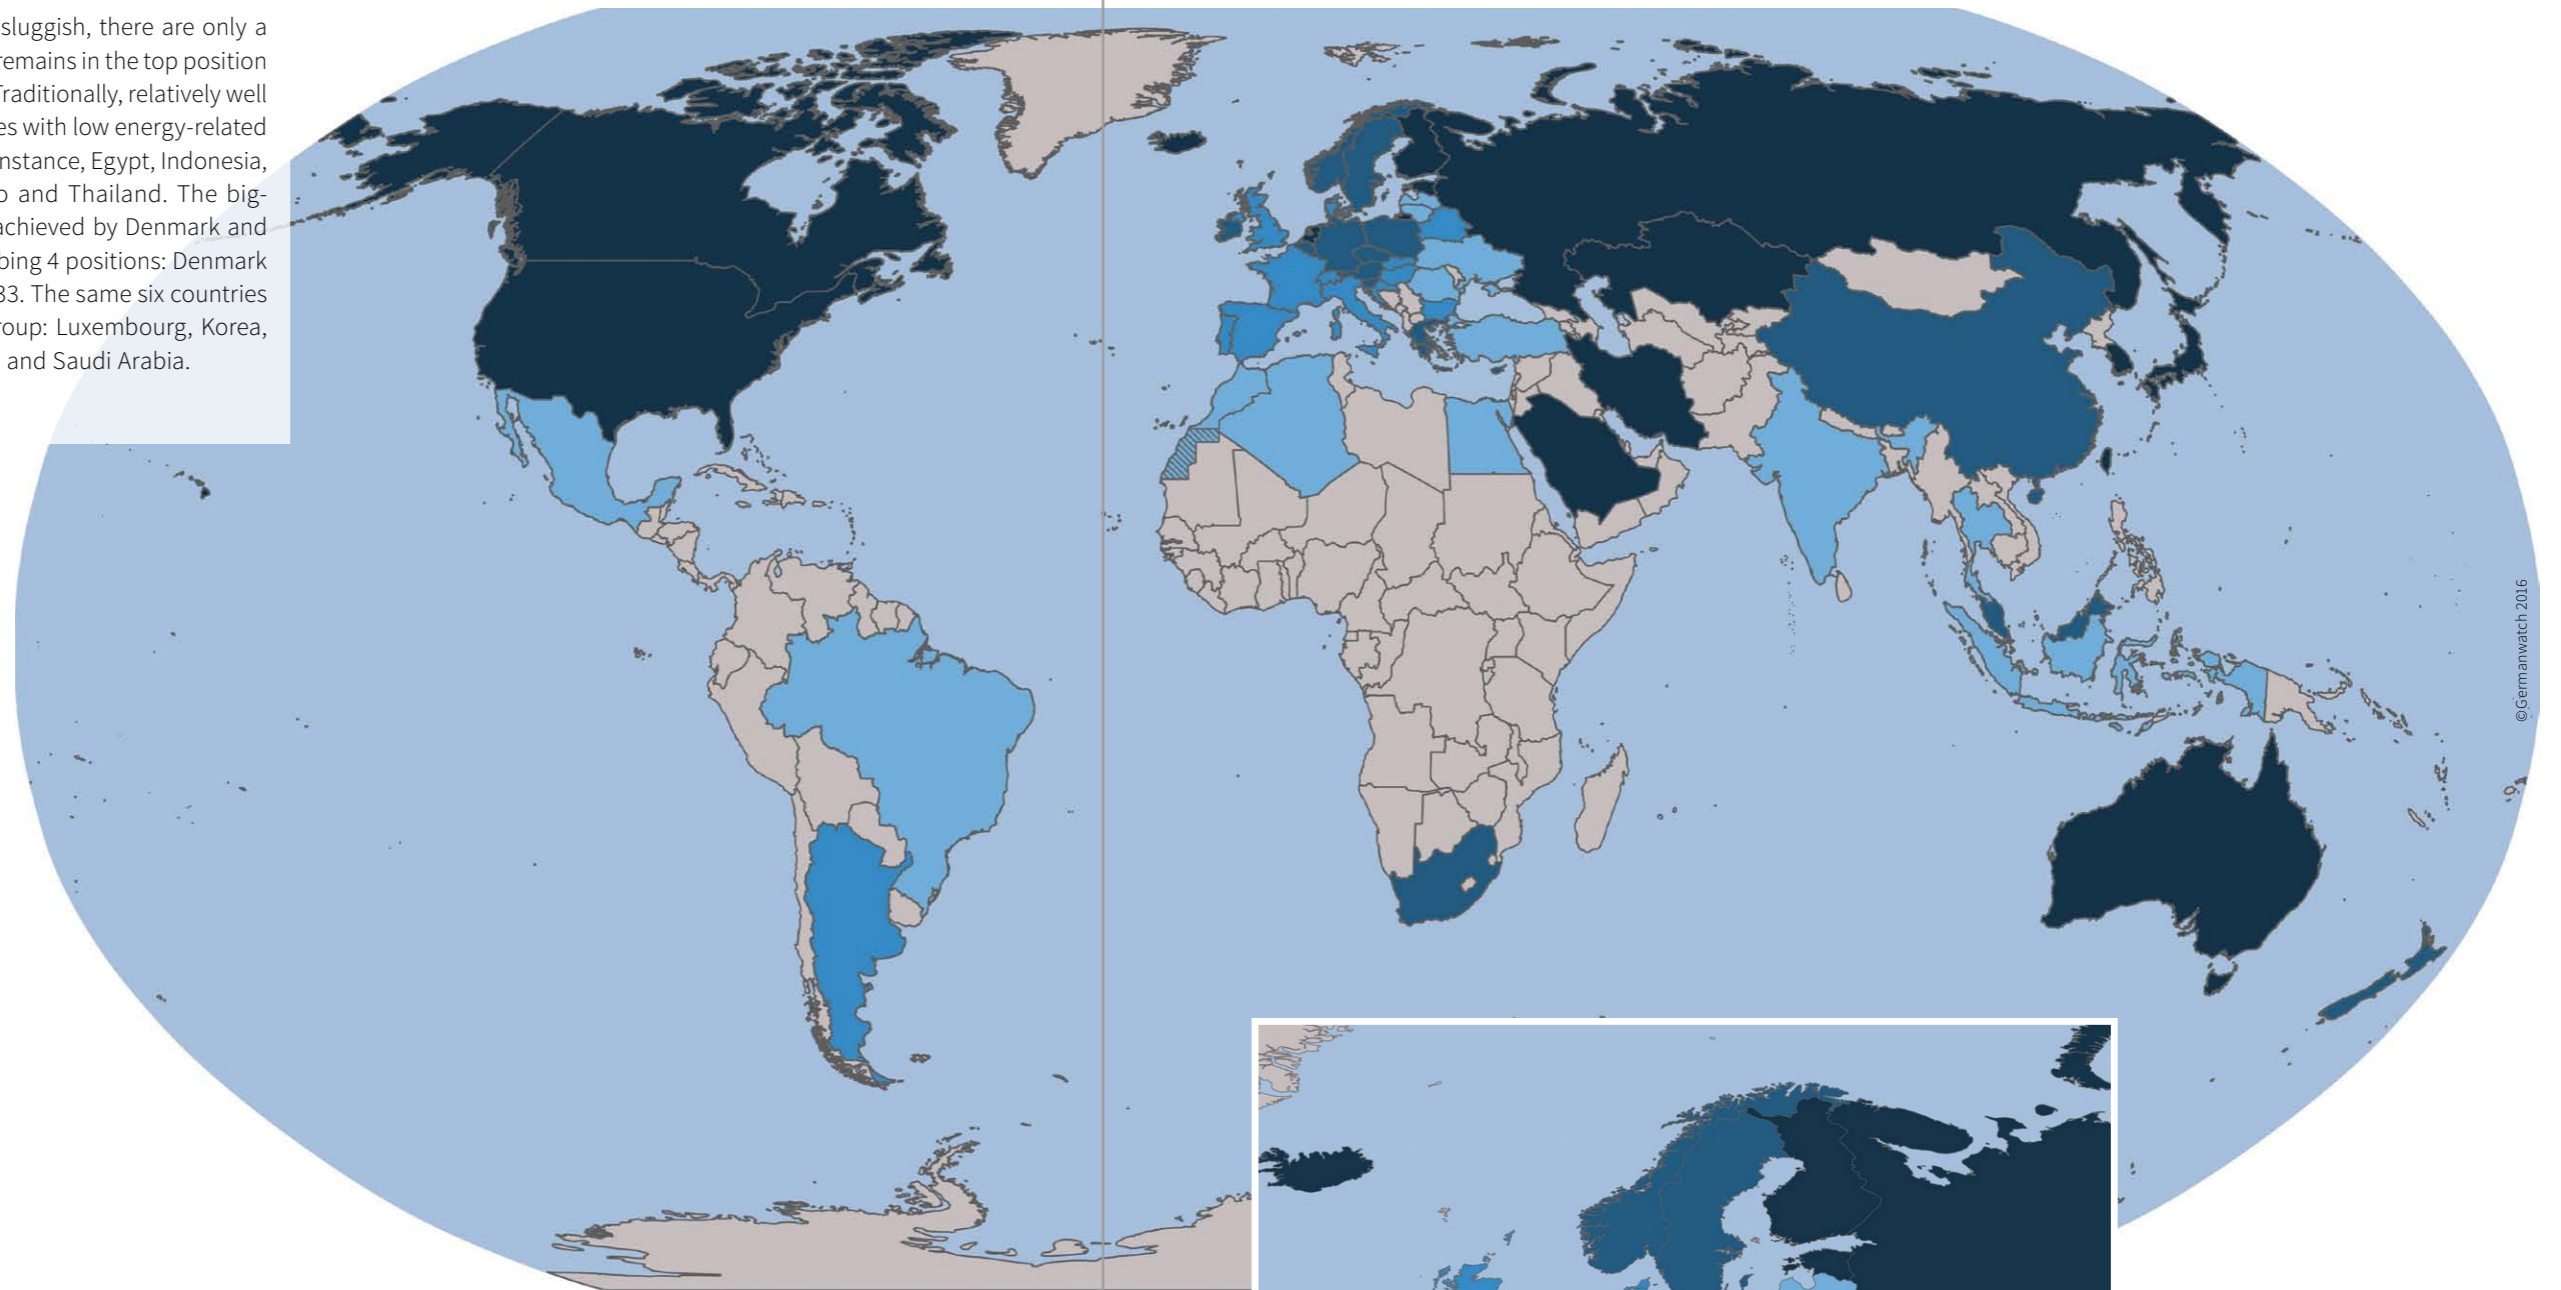 sluggish, there are only a
remains in the top position
Traditionally, relatively well
es with low energy-related
nstance, Egypt, Indonesia,
o and Thailand. The big-
achieved by Denmark and
bing 4 positions: Denmark
33. The same six countries
roup: Luxembourg, Korea,
and Saudi Arabia.
©Germanwatch 2016